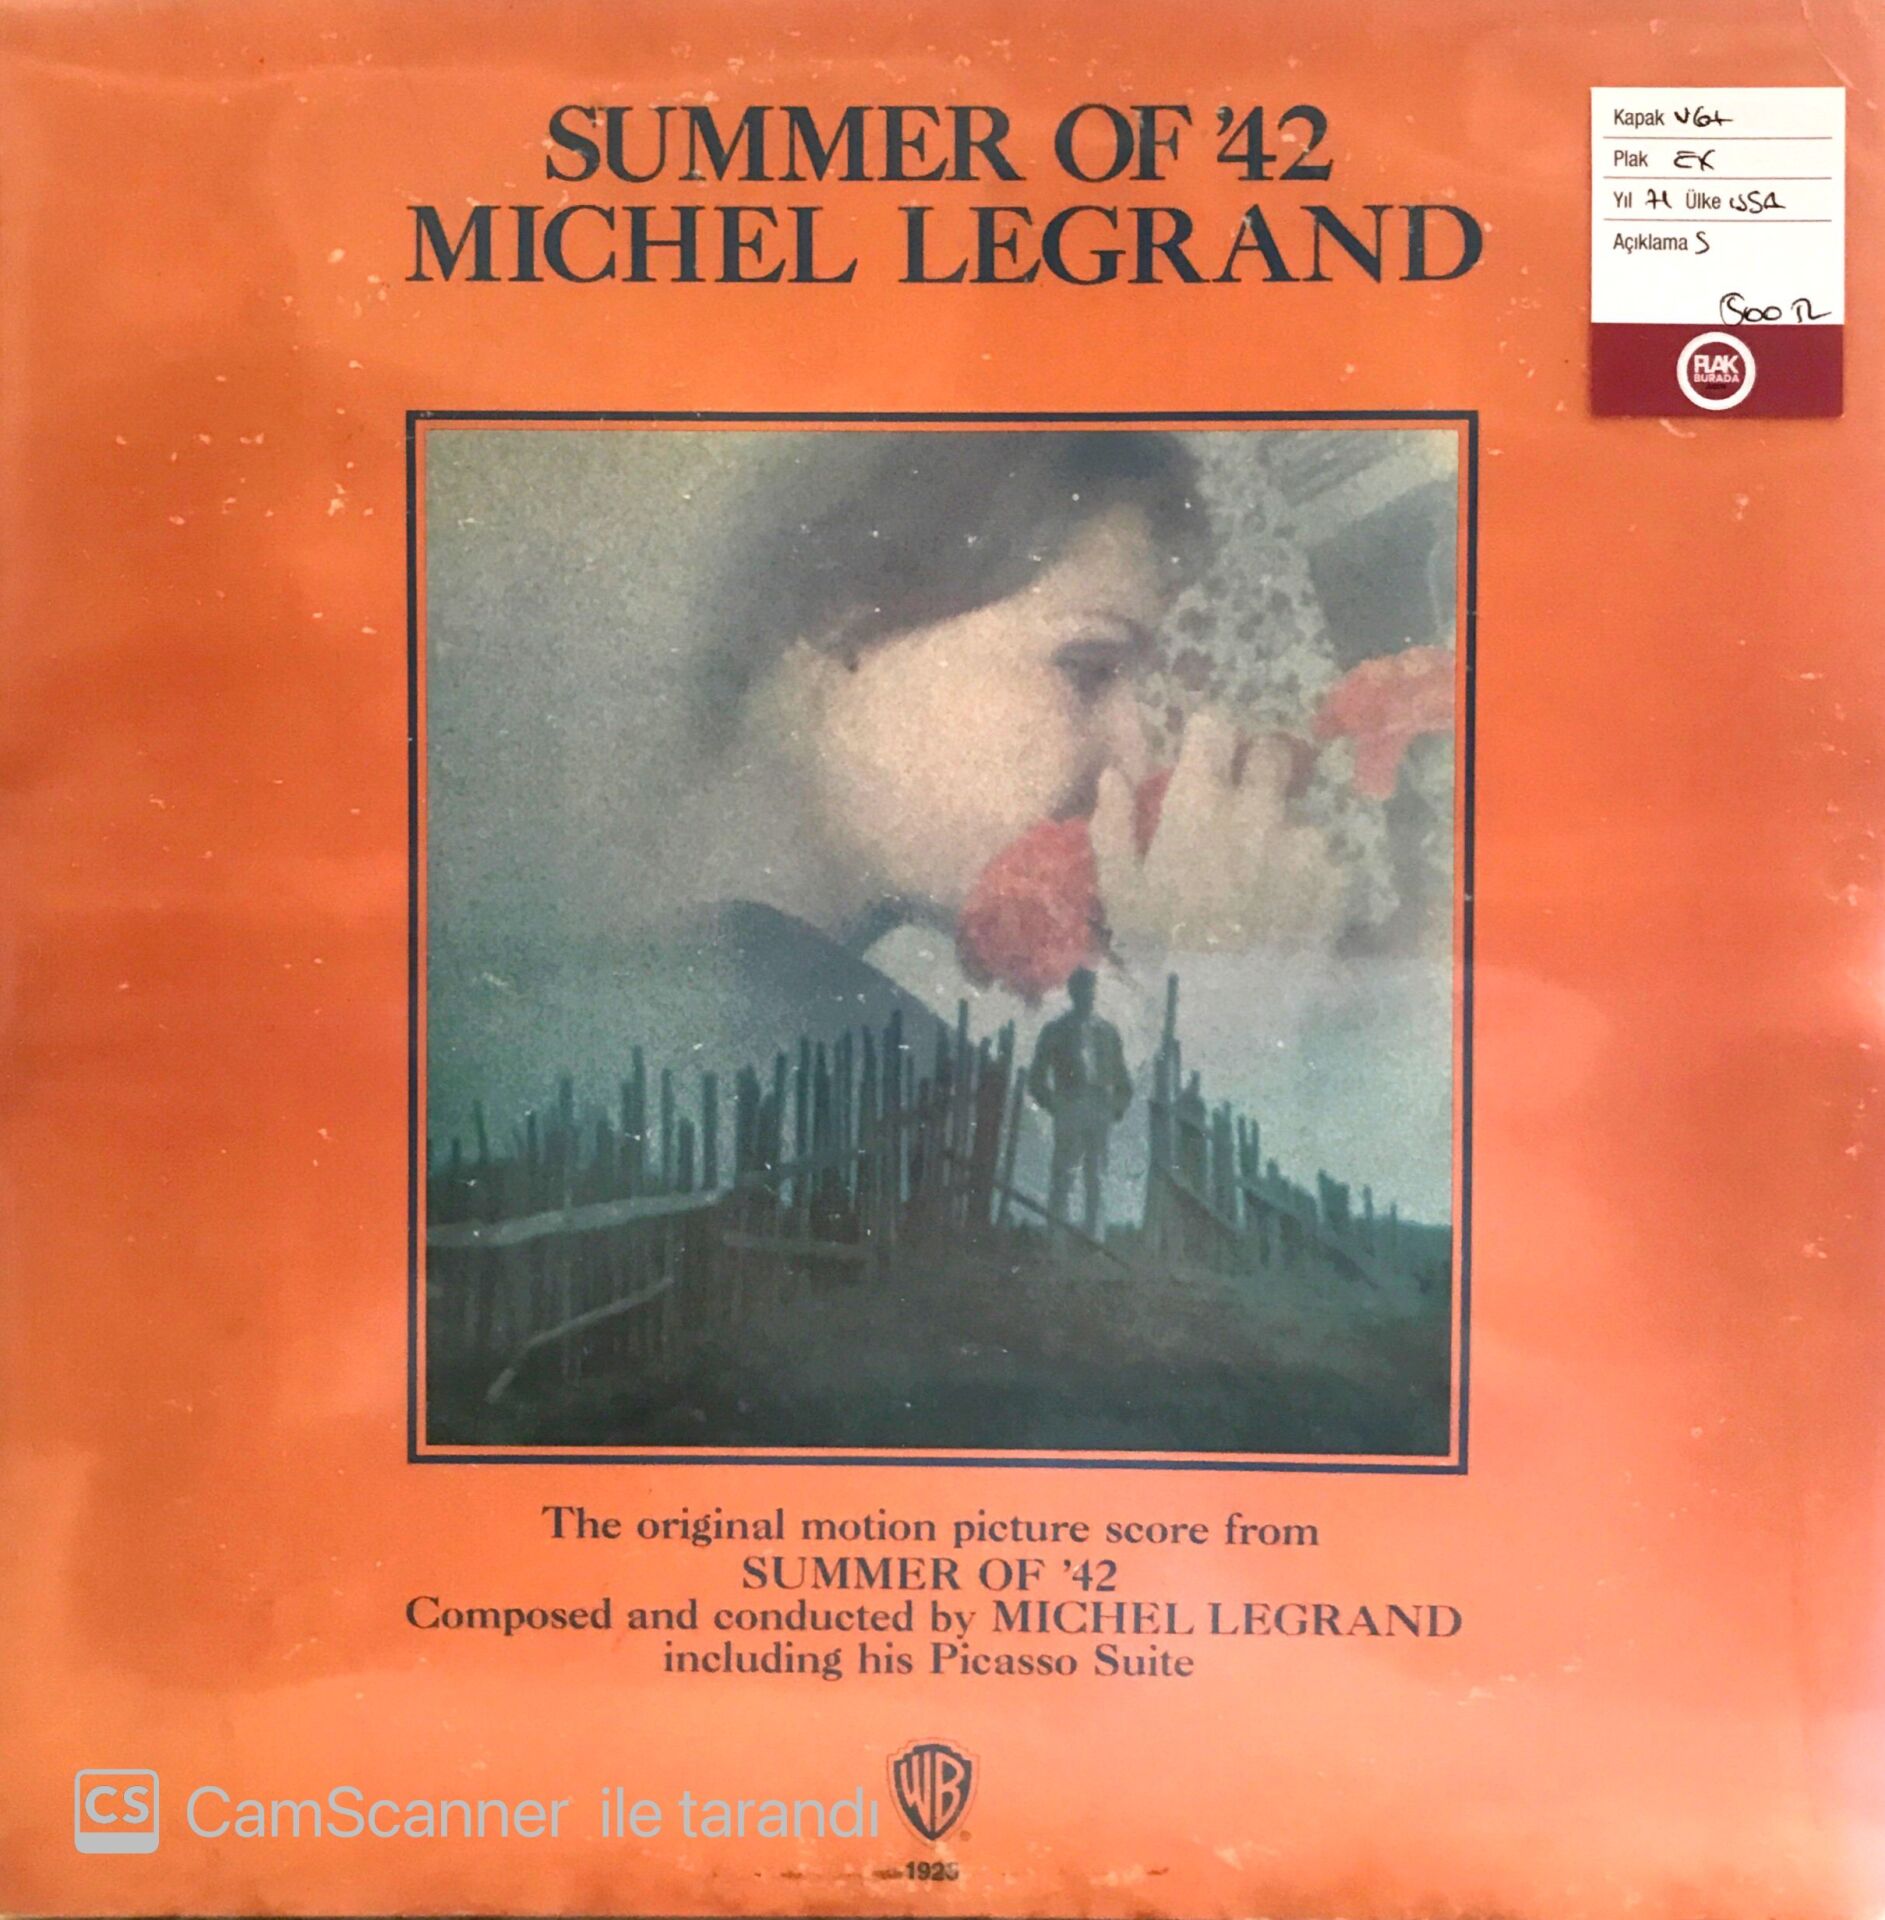 SUMMER OF '42
MICHEL LEGRAND
Kapak VG+
Plak EX
Yıl 71 Ülke USA
Açıklama S
500 TL
PLAK
BURADA
The original motion picture score from
SUMMER OF '42
Composed and conducted by MICHEL LEGRAND
including his Picasso Suite
WB
CS CamScanner ile tarandı